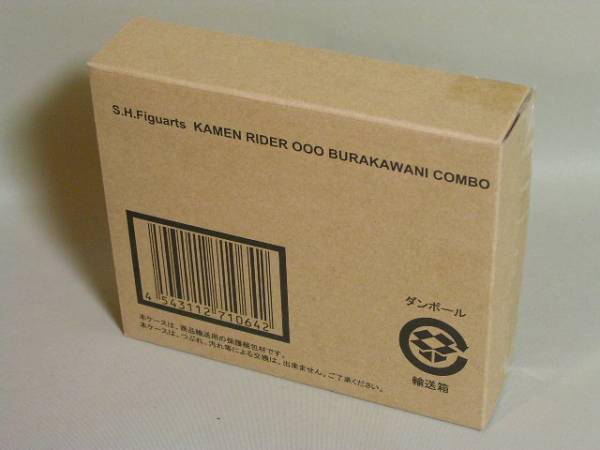 S.H.Figuarts KAMEN RIDER OOO BURAKAWANI COMBO
4 543112 710642
本ケースは、商品輸送用の保護梱包材です。
本ケースは、つぶれ、汚れ等による交換は、出来ません。ご了承ください。
ダンボール
輸送箱